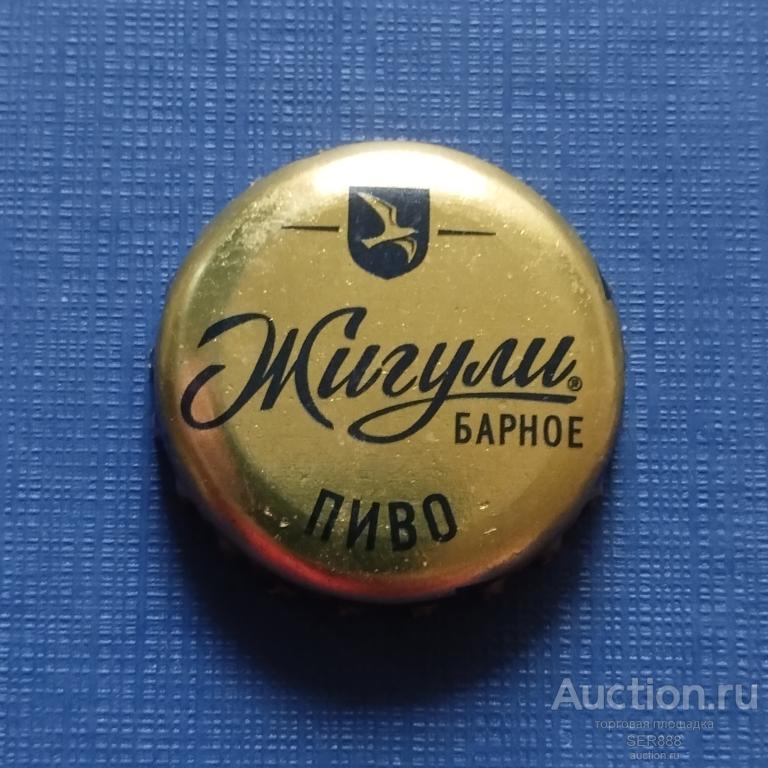 Жигули®
БАРНОЕ
ПИВО
Auction.ru
торговая площадка
SER888
auction.ru